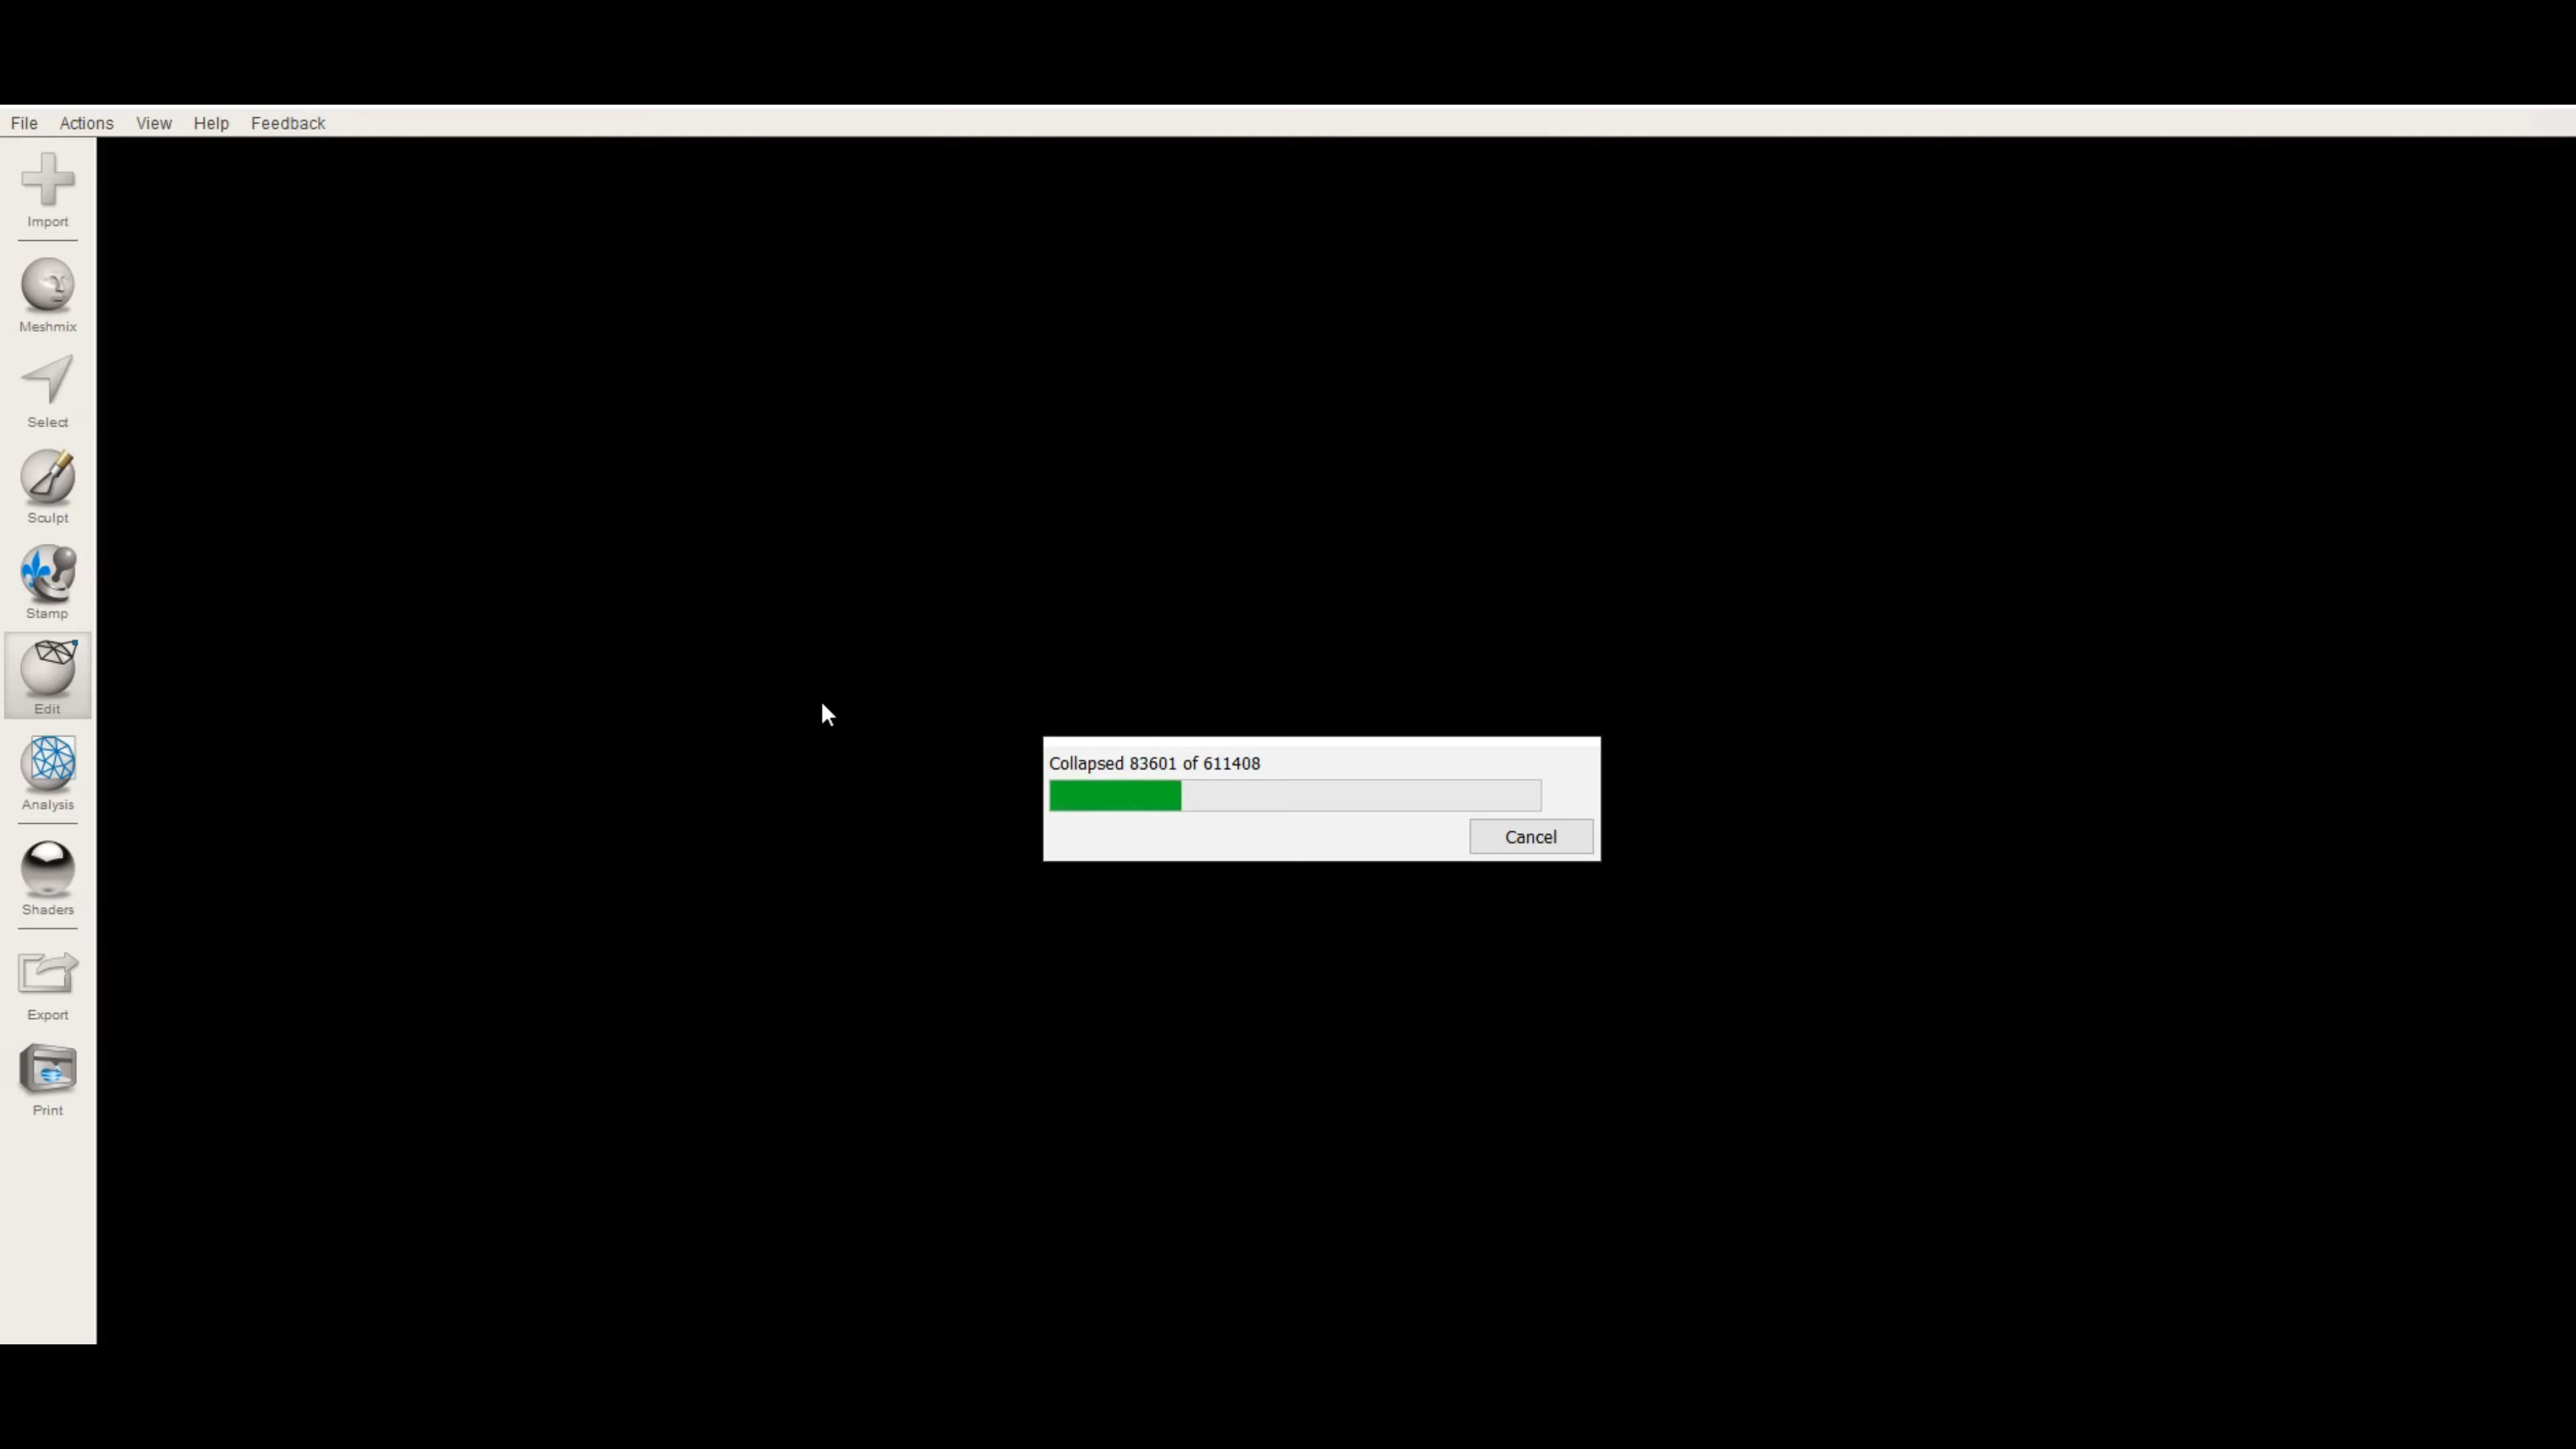 File Actions View Help Feedback
Import
Meshmix
Select
Sculpt
Stamp
Edit
Analysis
Shaders
Export
Print
Collapsed 83601 of 611408
Cancel